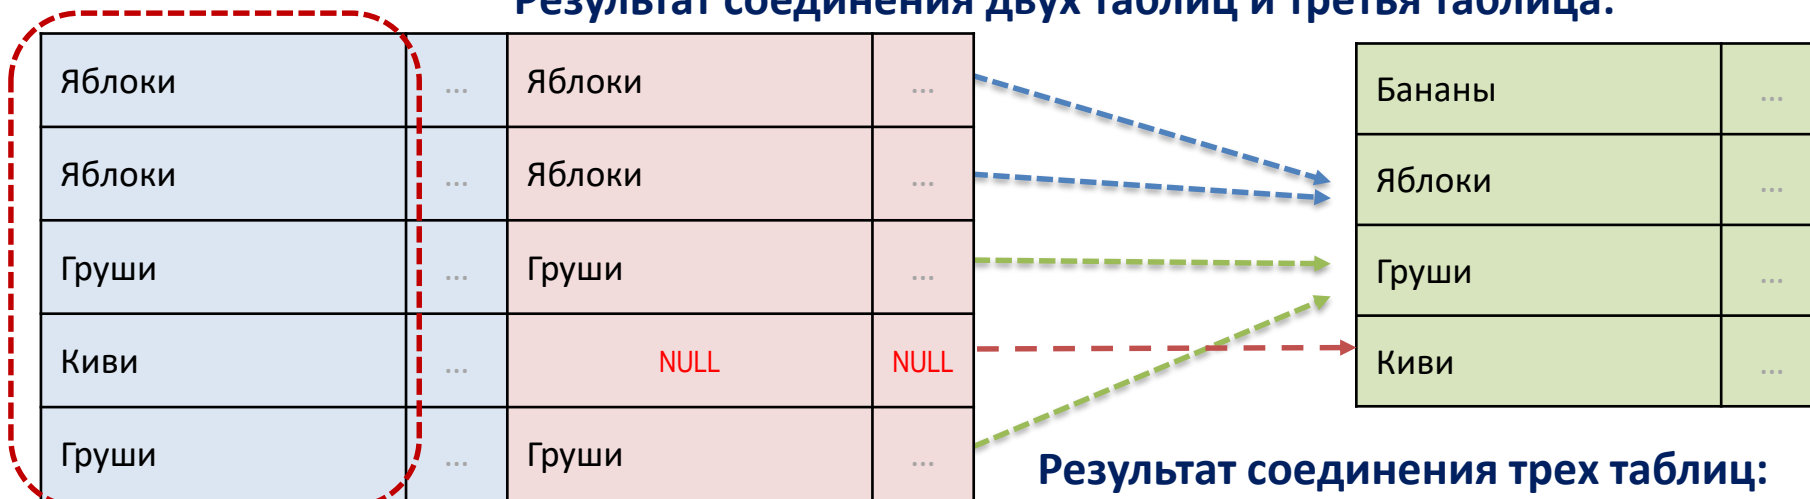 Результат соединения двух таблиц и третья таблица:
Яблоки ... Яблоки ... Бананы ...
Яблоки ... Яблоки ... Яблоки ...
Груши ... Груши ... Груши ...
Киви ... NULL NULL Киви ...
Груши ... Груши ...
Результат соединения трех таблиц: